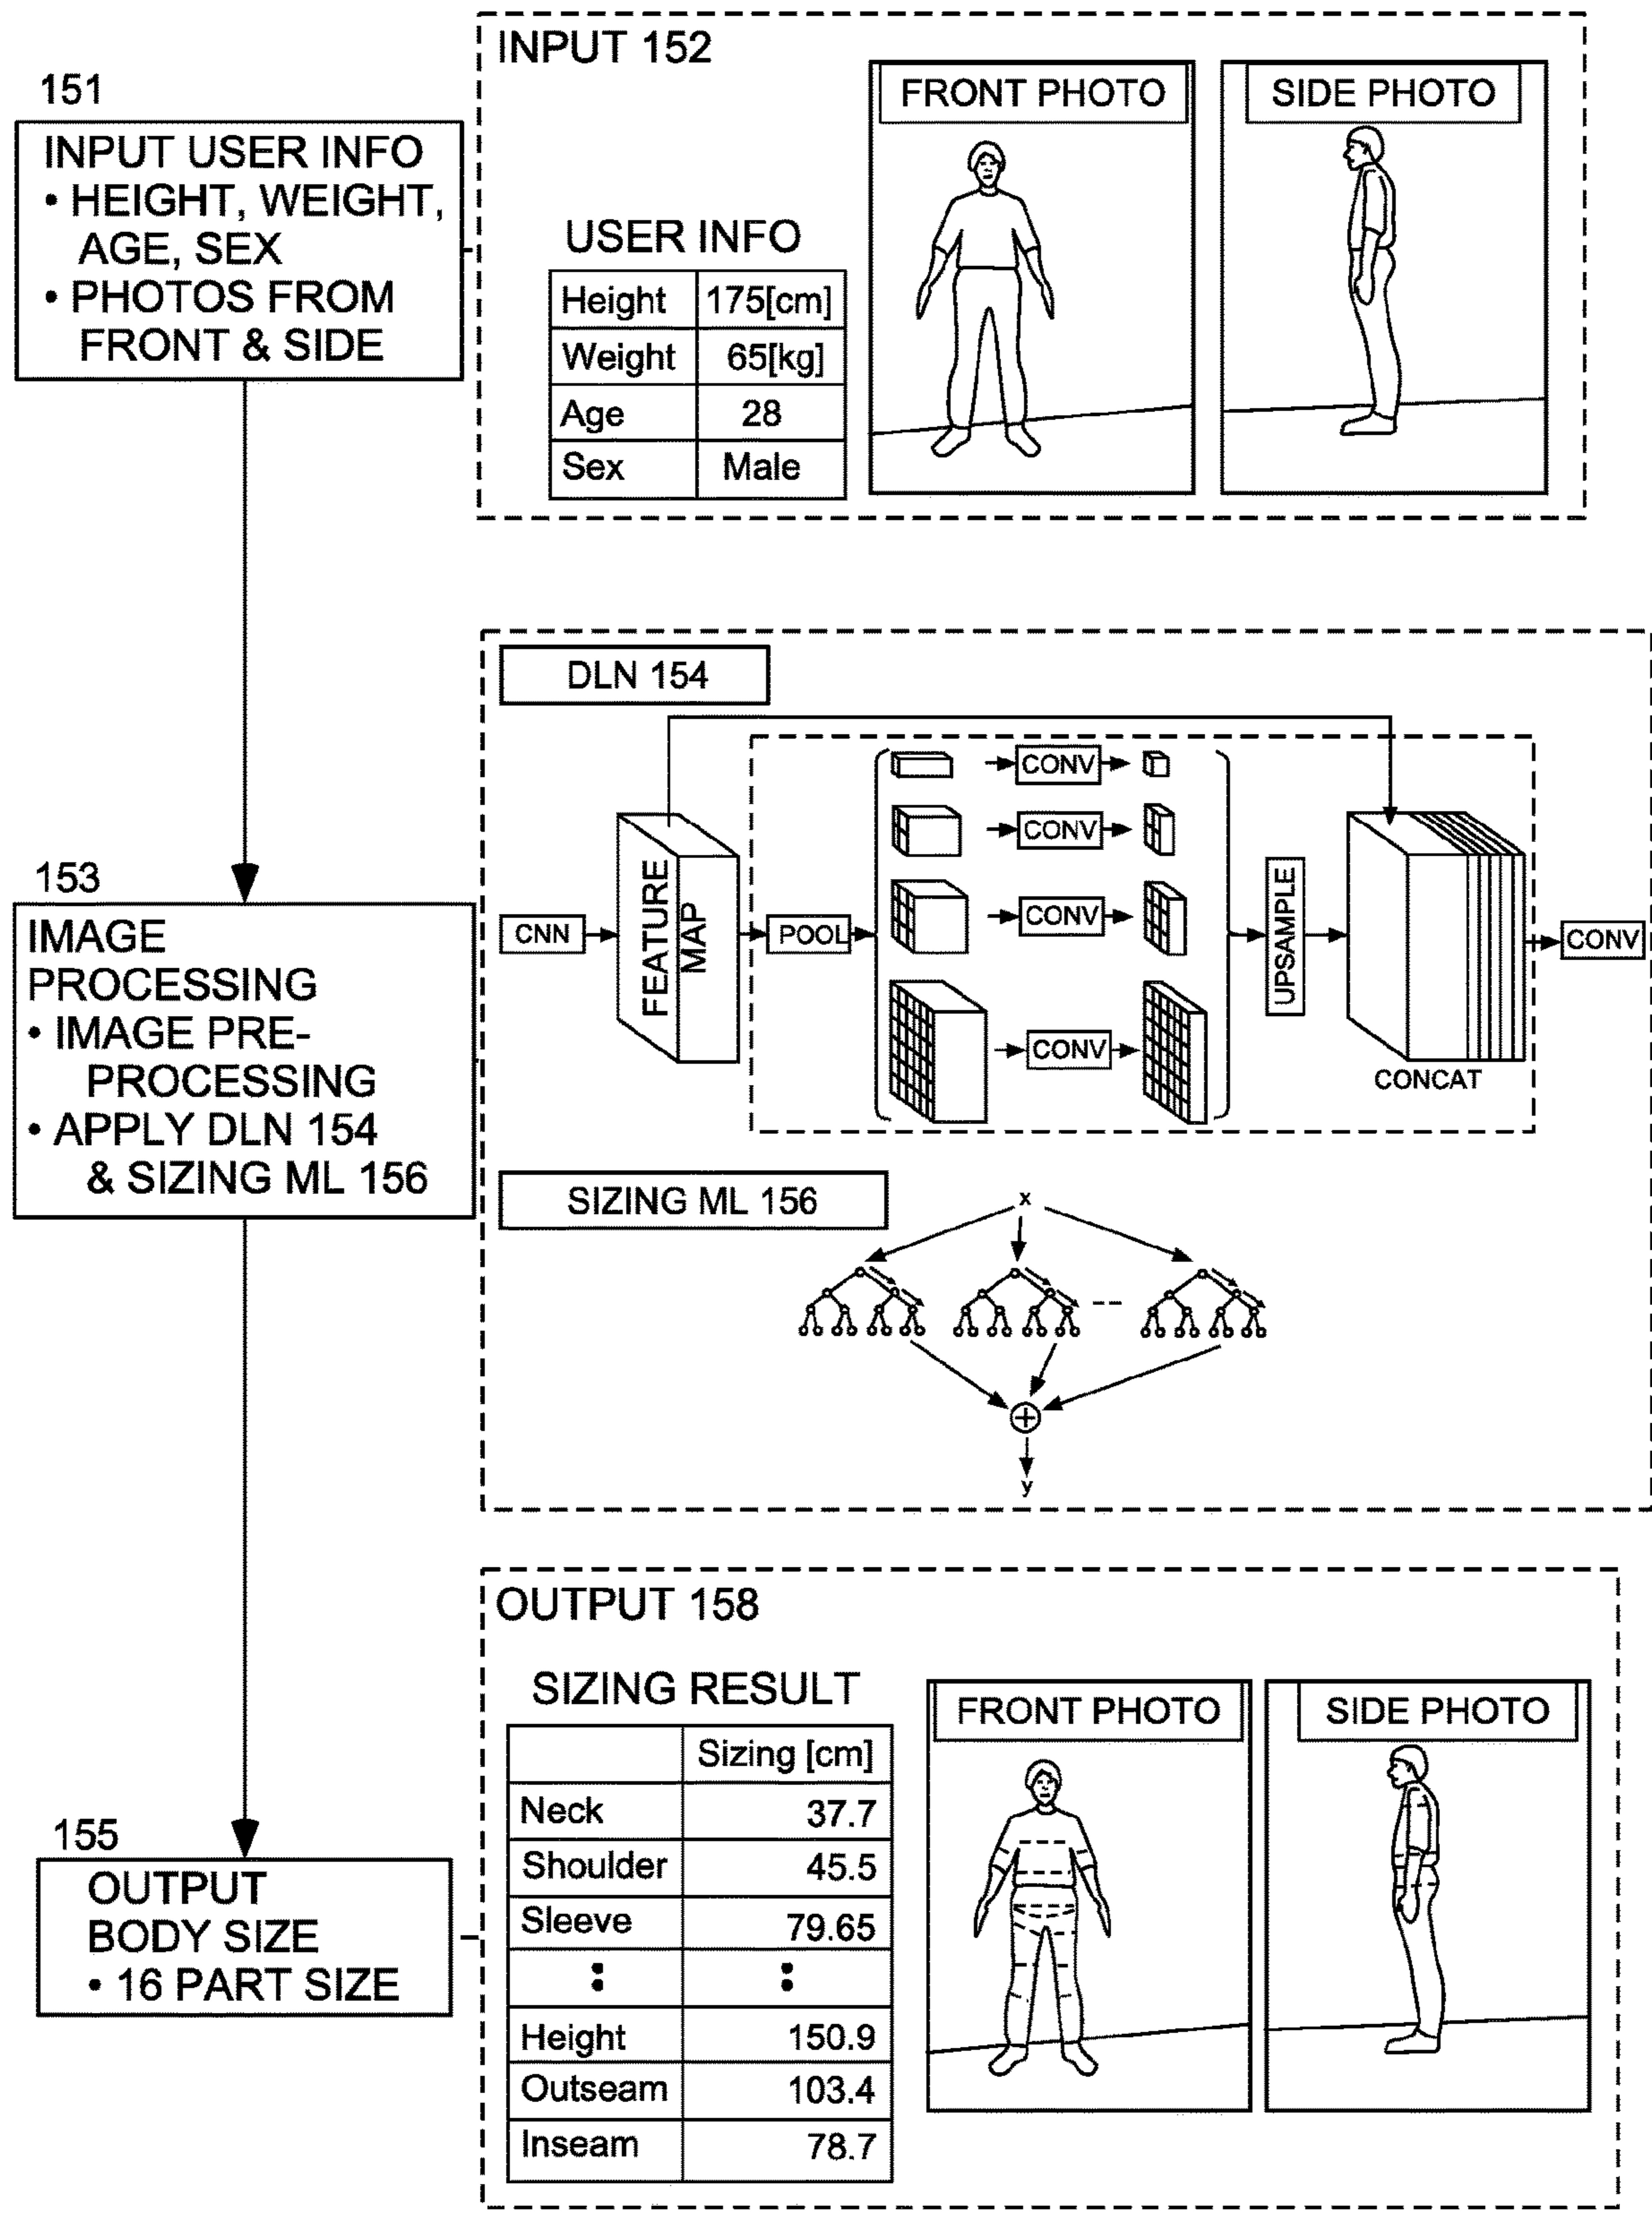 151
INPUT USER INFO
• HEIGHT, WEIGHT,
AGE, SEX
• PHOTOS FROM
FRONT & SIDE
INPUT 152
USER INFO
Height 175[cm]
Weight 65[kg]
Age 28
Sex Male
FRONT PHOTO
SIDE PHOTO
153
IMAGE
PROCESSING
• IMAGE PRE-
PROCESSING
• APPLY DLN 154
& SIZING ML 156
DLN 154
CNN
FEATURE
MAP
POOL
CONV
CONV
CONV
CONV
UPSAMPLE
CONCAT
CONV
SIZING ML 156
x
y
155
OUTPUT
BODY SIZE
• 16 PART SIZE
OUTPUT 158
SIZING RESULT
Sizing [cm]
Neck 37.7
Shoulder 45.5
Sleeve 79.65
: :
Height 150.9
Outseam 103.4
Inseam 78.7
FRONT PHOTO
SIDE PHOTO